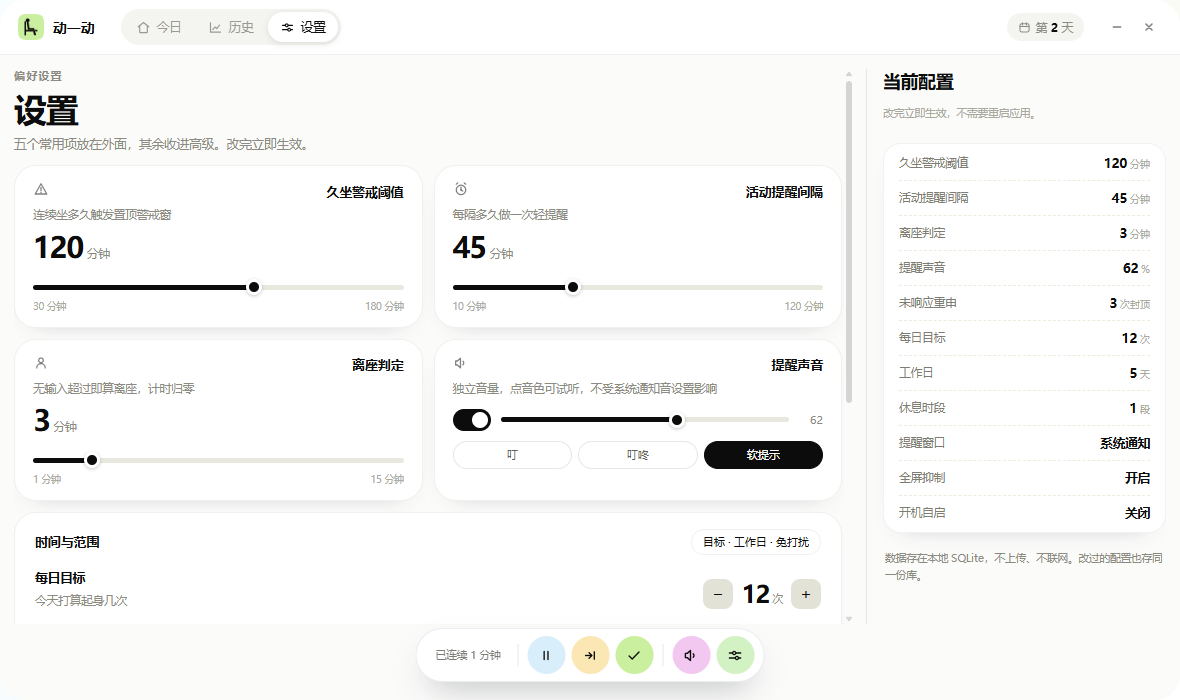 动一动
今日
历史
设置
第 2 天
偏好设置
设置
五个常用项放在外面，其余收进高级。改完立即生效。
久坐警戒阈值
连续坐多久触发置顶警戒窗
120 分钟
30 分钟
180 分钟
活动提醒间隔
每隔多久做一次轻提醒
45 分钟
10 分钟
120 分钟
离座判定
无输入超过即算离座，计时归零
3 分钟
1 分钟
15 分钟
提醒声音
独立音量，点音色可试听，不受系统通知音设置影响
62
叮
叮咚
软提示
时间与范围
目标 · 工作日 · 免打扰
每日目标
今天打算起身几次
− 12 次 +
已连续 1 分钟
当前配置
改完立即生效，不需要重启应用。
久坐警戒阈值 120 分钟
活动提醒间隔 45 分钟
离座判定 3 分钟
提醒声音 62 %
未响应重申 3 次封顶
每日目标 12 次
工作日 5 天
休息时段 1 段
提醒窗口 系统通知
全屏抑制 开启
开机自启 关闭
数据存在本地 SQLite，不上传、不联网。改过的配置也存同
一份库。